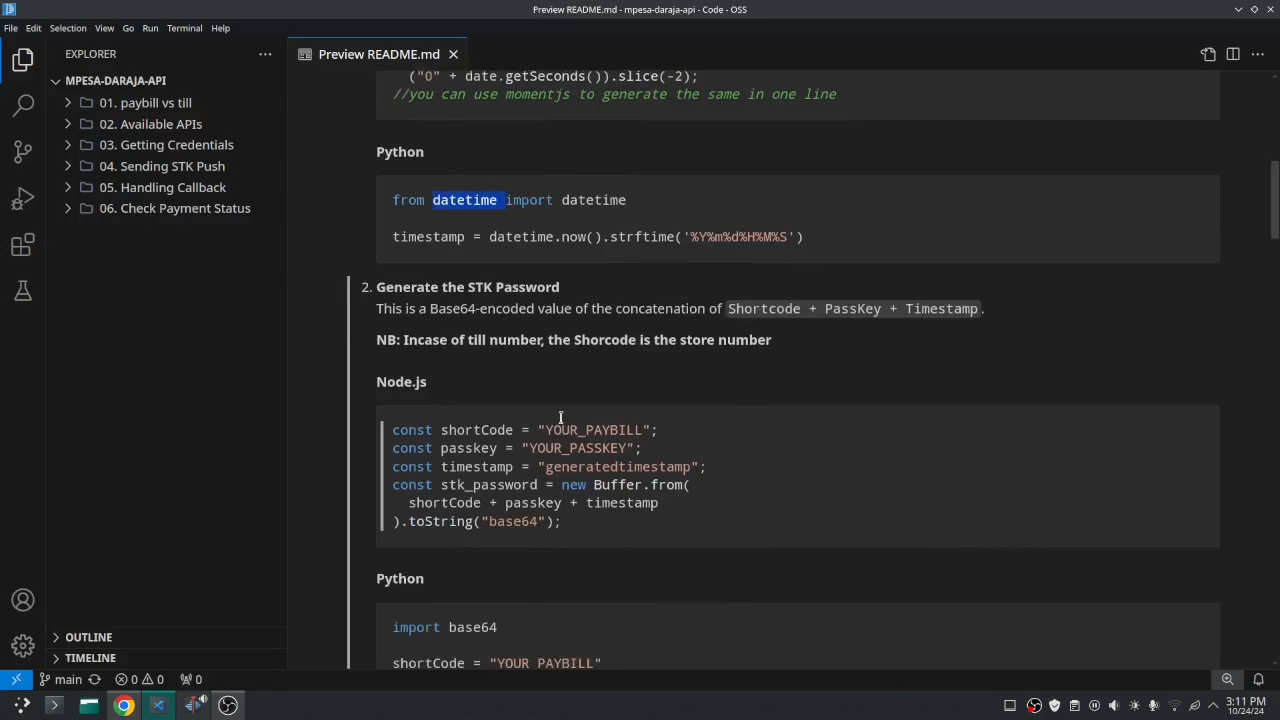 Preview README.md - mpesa-daraja-api - Code - OSS
File Edit Selection View Go Run Terminal Help
EXPLORER
Preview README.md
MPESA-DARAJA-API
01. paybill vs till
02. Available APIs
03. Getting Credentials
04. Sending STK Push
05. Handling Callback
06. Check Payment Status
OUTLINE
TIMELINE
("0" + date.getSeconds()).slice(-2);
//you can use momentjs to generate the same in one line
Python
from datetime import datetime
timestamp = datetime.now().strftime('%Y%m%d%H%M%S')
2. Generate the STK Password
This is a Base64-encoded value of the concatenation of Shortcode + PassKey + Timestamp.
NB: Incase of till number, the Shorcode is the store number
Node.js
const shortCode = "YOUR_PAYBILL";
const passkey = "YOUR_PASSKEY";
const timestamp = "generatedtimestamp";
const stk_password = new Buffer.from(
shortCode + passkey + timestamp
).toString("base64");
Python
import base64
shortCode = "YOUR_PAYBILL"
main 0 0 0
3:11 PM
10/24/24